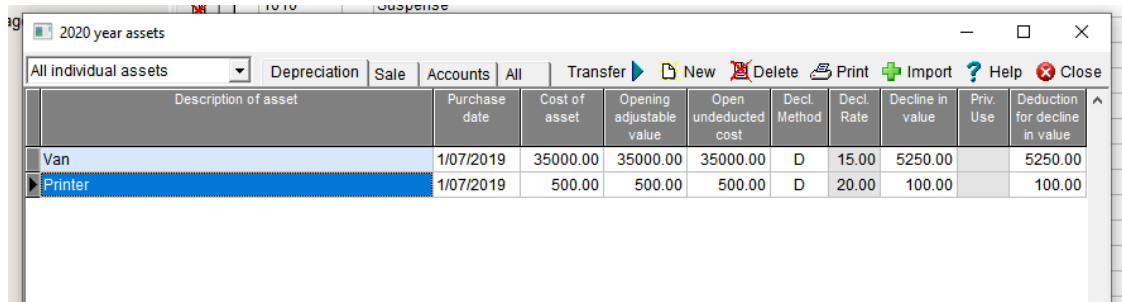 1010 Suspense
2020 year assets
All individual assets Depreciation Sale Accounts All Transfer New Delete Print Import ? Help Close
Description of asset Purchase date Cost of asset Opening adjustable value Open undeducted cost Decl. Method Decl. Rate Decline in value Priv. Use Deduction for decline in value
Van 1/07/2019 35000.00 35000.00 35000.00 D 15.00 5250.00 5250.00
Printer 1/07/2019 500.00 500.00 500.00 D 20.00 100.00 100.00